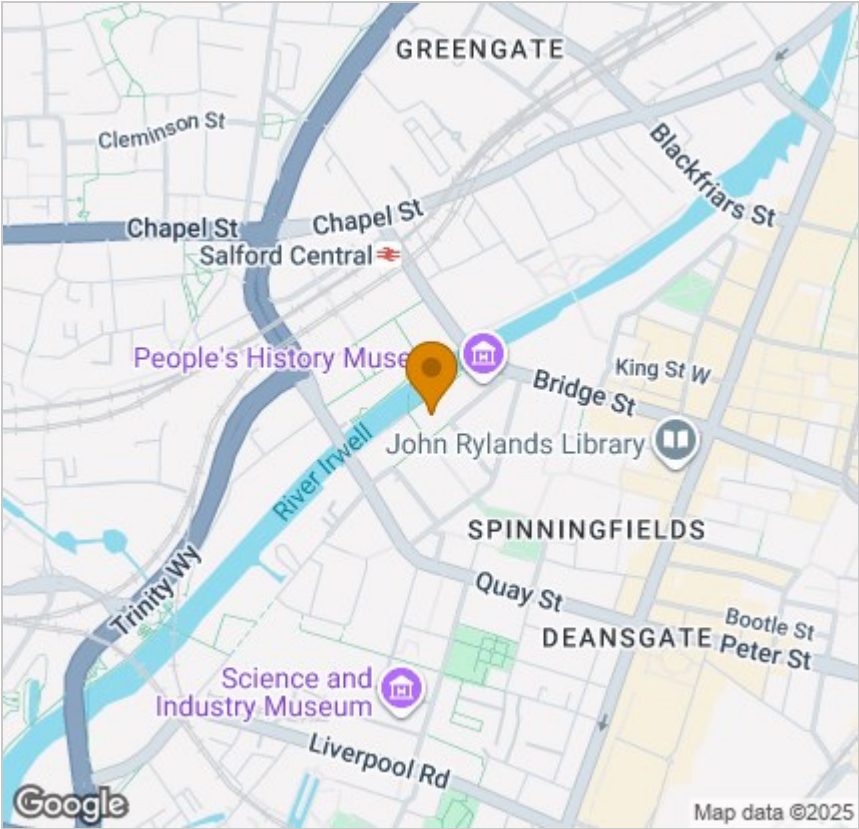 GREENGATE
Cleminson St
Blackfriars St
Chapel St
Chapel St
Salford Central
People's History Muse
King St W
Bridge St
River Irwell
John Rylands Library
SPINNINGFIELDS
Trinity Wy
Quay St
Bootle St
DEANSGATE
Peter St
Science and
Industry Museum
Liverpool Rd
Google
Map data ©2025